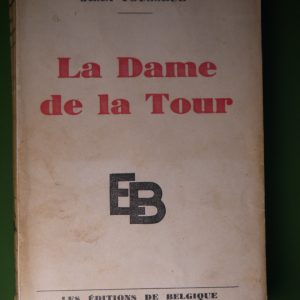 La Dame
de la Tour
EB
LES ÉDITIONS DE BELGIQUE